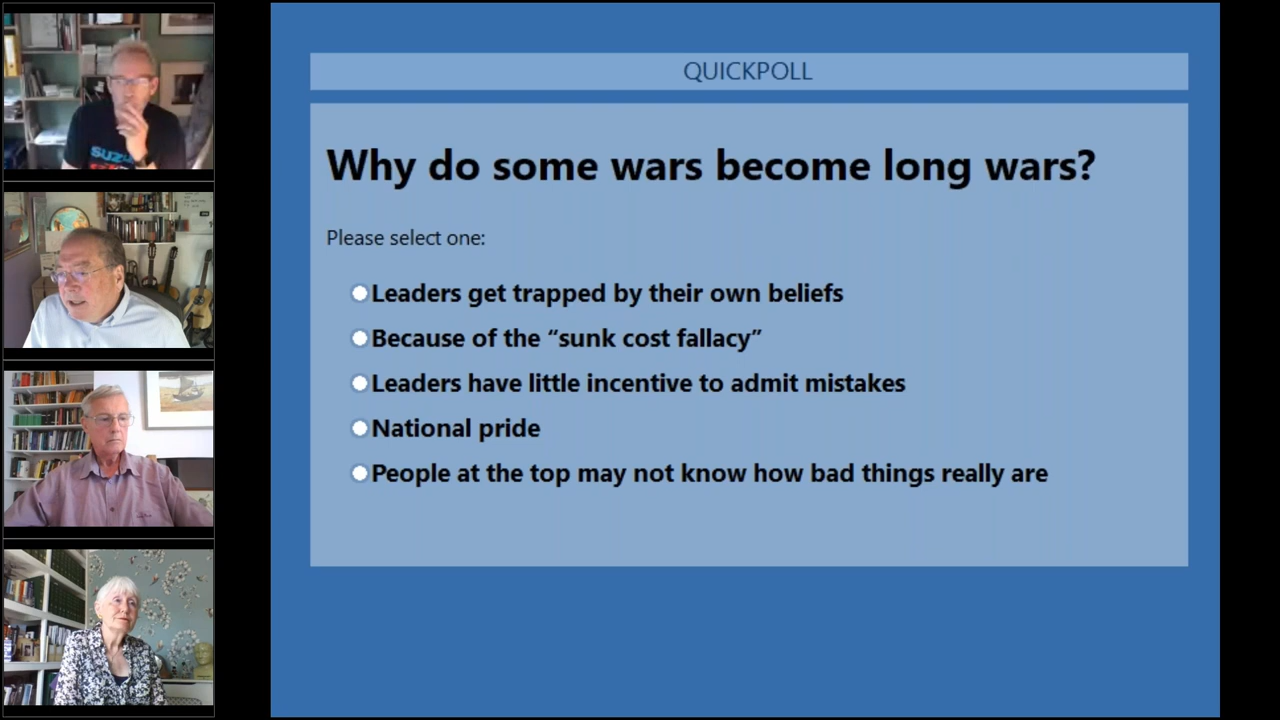 QUICKPOLL
Why do some wars become long wars?
Please select one:
Leaders get trapped by their own beliefs
Because of the “sunk cost fallacy”
Leaders have little incentive to admit mistakes
National pride
People at the top may not know how bad things really are